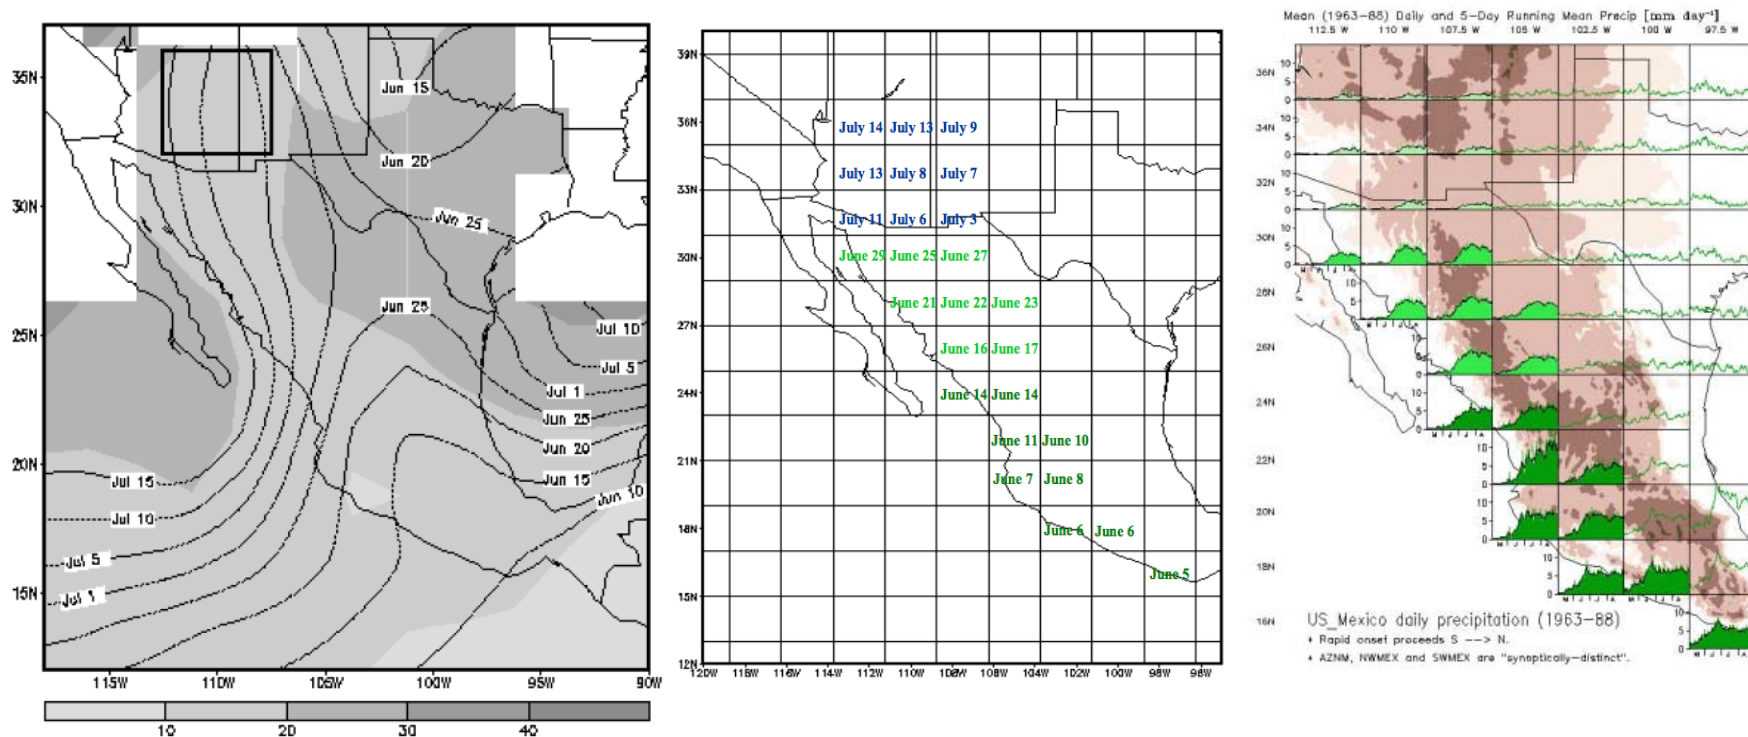 35N
30N
25N
20N
15N
Jun 15
Jun 20
Jun 25
Jun 25
Jul 10
Jul 5
Jul 1
Jun 25
Jun 20
Jun 15
Jun 10
Jul 15
Jul 10
Jul 5
Jul 1
115W 110W 105W 100W 95W 90W
10 20 30 40
39N
36N
33N
30N
27N
24N
21N
18N
15N
12N
July 14 July 13 July 9
July 13 July 8 July 7
July 11 July 6 July 3
June 29 June 25 June 27
June 21 June 22 June 23
June 16 June 17
June 14 June 14
June 11 June 10
June 7 June 8
June 6 June 6
June 5
120W 118W 116W 114W 112W 110W 108W 106W 104W 102W 100W 98W 96W
Mean (1963-88) Daily and 5-Day Running Mean Precip [mm day⁻¹]
112.5 W 110 W 107.5 W 105 W 102.5 W 100 W 97.5 W
36N
34N
32N
30N
28N
26N
24N
22N
20N
18N
16N
US_Mexico daily precipitation (1963-88)
+ Rapid onset proceeds S ---> N.
+ AZNM, NWMEX and SWMEX are "synoptically-distinct".